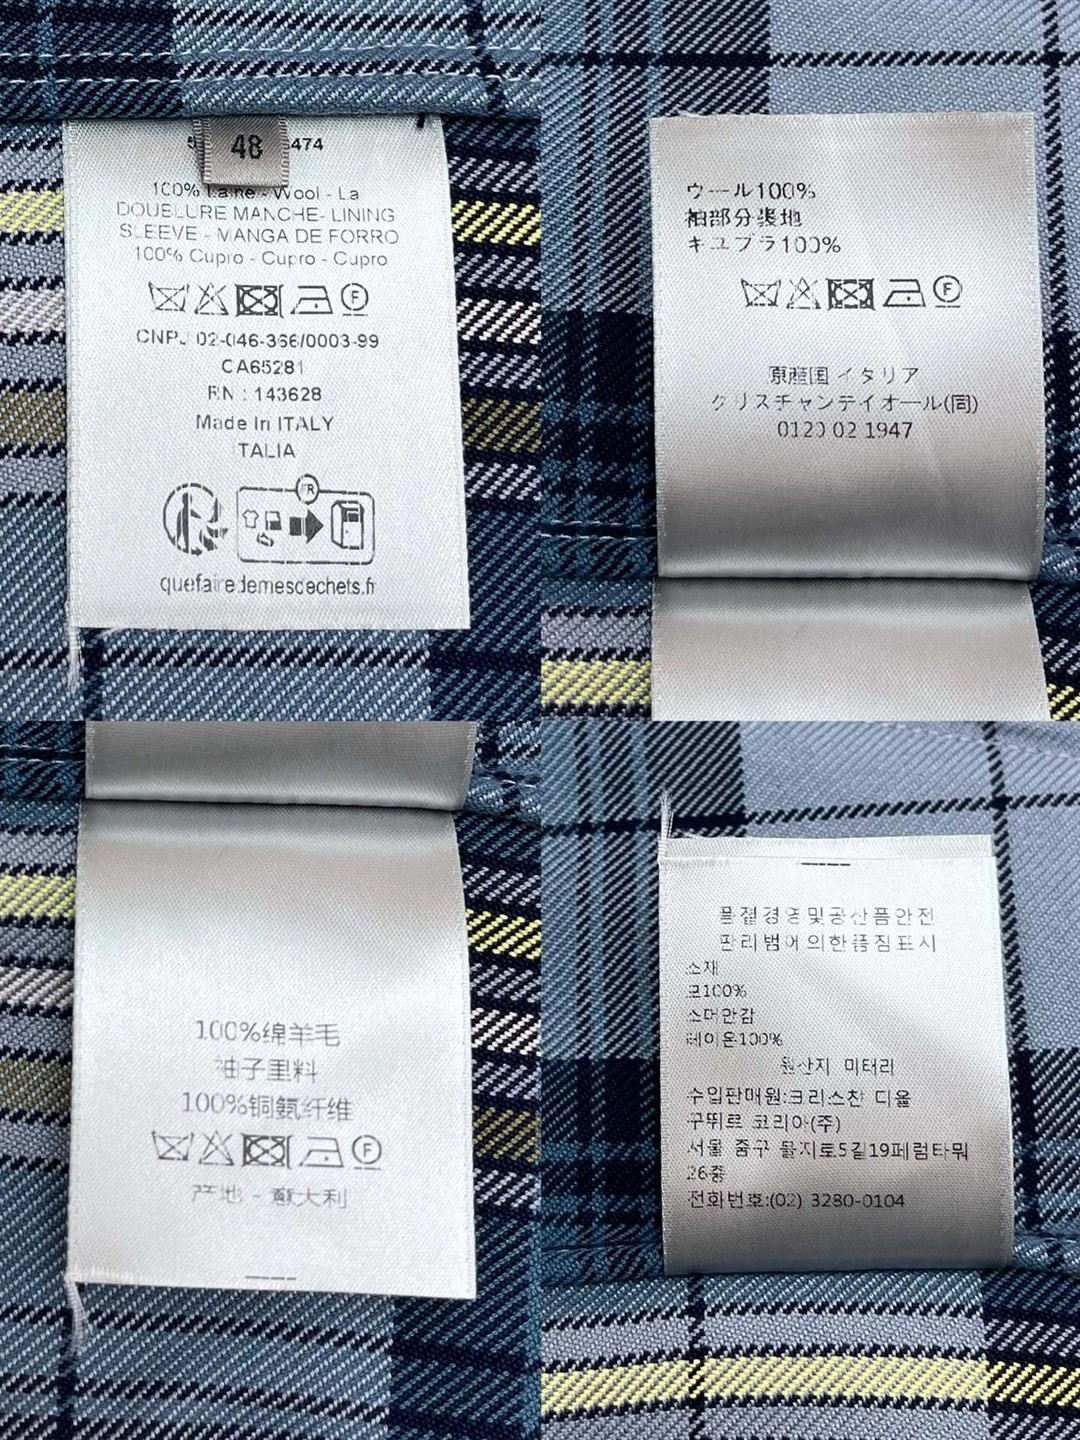 48
474
100% Laine - Wool - La
DOUBLURE MANCHE- LINING
SLEEVE - MANGA DE FORRO
100% Cupro - Cupro - Cupro
F
CNPJ 02-046-366/0003-99
CA65281
RN : 143628
Made In ITALY
ITALIA
FR
quefairedemesdechets.fr
ウール100%
袖部分裏地
キュプラ100%
F
原産国 イタリア
クリスチャンディオール(同)
0120 02 1947
100%绵羊毛
袖子里料
100%铜氨纤维
F
产地 - 意大利
품질경영및공산품안전
관리법에의한품질표시
소재
모100%
소매안감
레이온100%
원산지 이태리
수입판매원:크리스챤 디올
꾸뛰르 코리아(주)
서울 중구 을지로5길19페럼타워
26층
전화번호:(02) 3280-0104